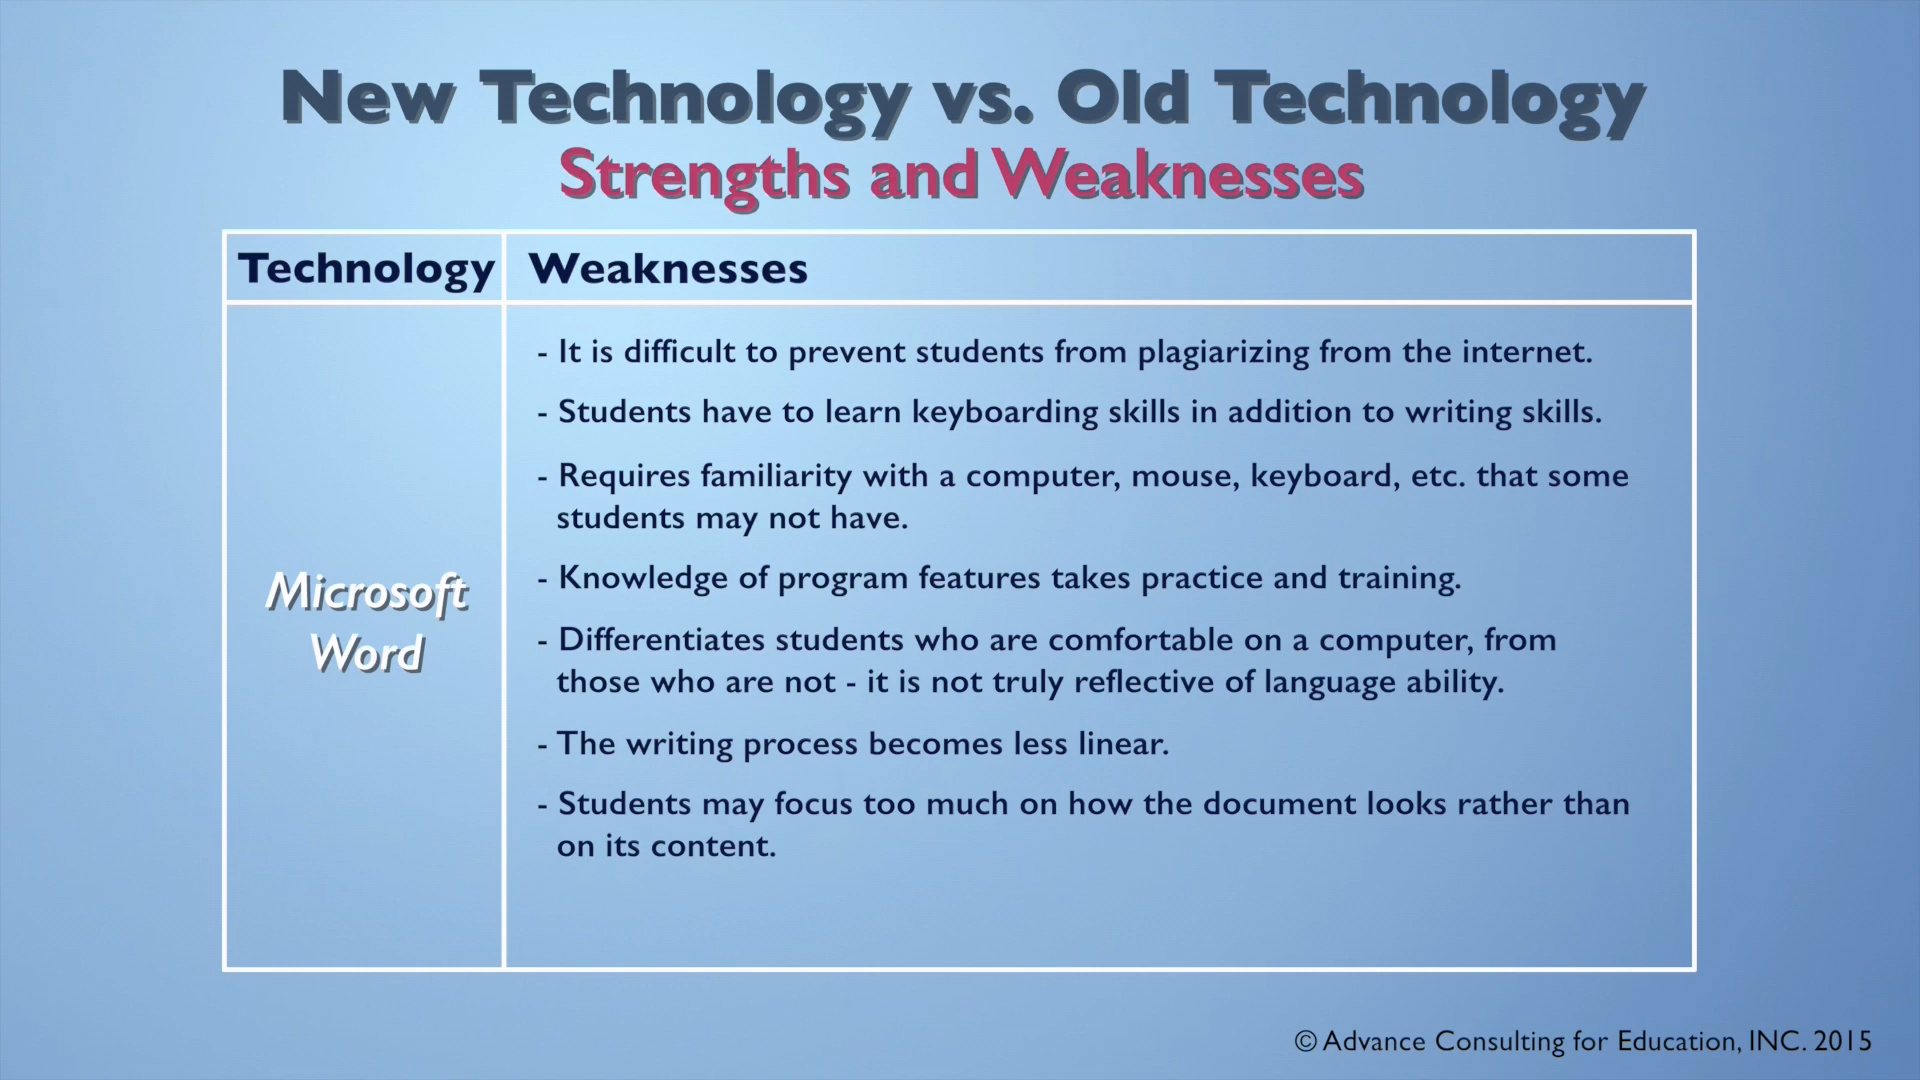 New Technology vs. Old Technology
Strengths and Weaknesses
Technology
Weaknesses
Microsoft
Word
- It is difficult to prevent students from plagiarizing from the internet.
- Students have to learn keyboarding skills in addition to writing skills.
- Requires familiarity with a computer, mouse, keyboard, etc. that some
students may not have.
- Knowledge of program features takes practice and training.
- Differentiates students who are comfortable on a computer, from
those who are not - it is not truly reflective of language ability.
- The writing process becomes less linear.
- Students may focus too much on how the document looks rather than
on its content.
© Advance Consulting for Education, INC. 2015